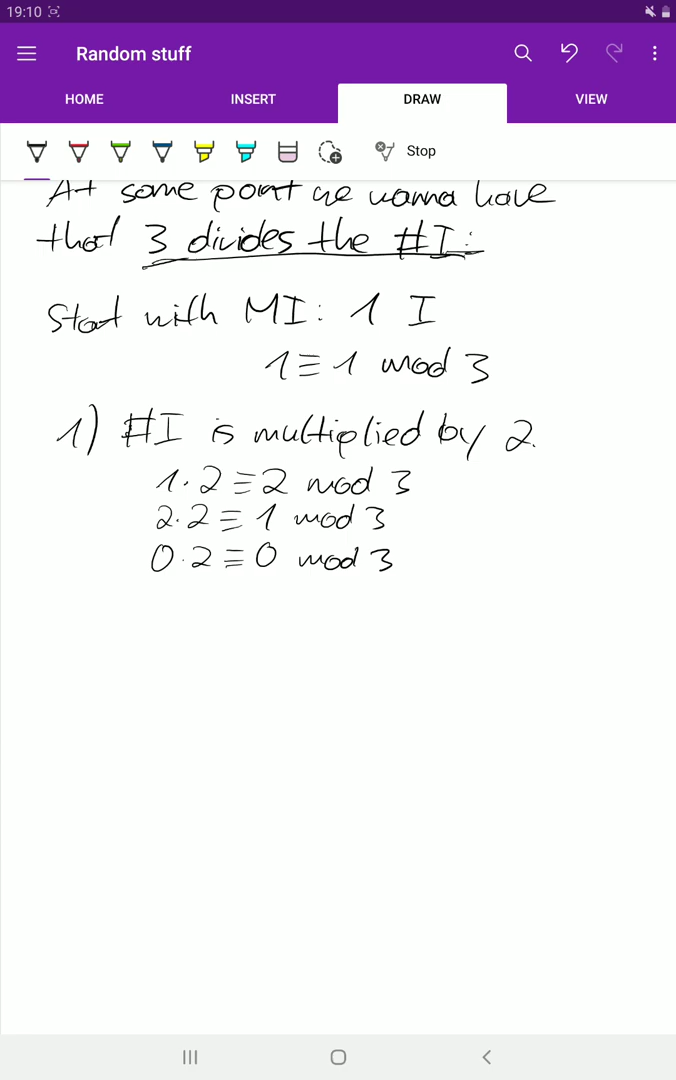 19:10
Random stuff
HOME INSERT DRAW VIEW
Stop
At some point we wanna have
that 3 divides the #I:
Start with MI: 1 I
1 ≡ 1 mod 3
1) #I is multiplied by 2.
1·2 ≡ 2 mod 3
2·2 ≡ 1 mod 3
0·2 ≡ 0 mod 3